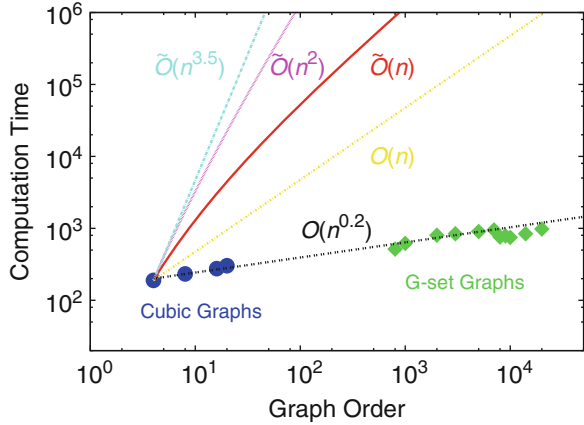 10^6
Õ(n^3.5)
Õ(n^2)
Õ(n)
10^5
Computation Time
10^4
O(n)
10^3
O(n^0.2)
10^2
Cubic Graphs
G-set Graphs
10^0
10^1
10^2
10^3
10^4
Graph Order